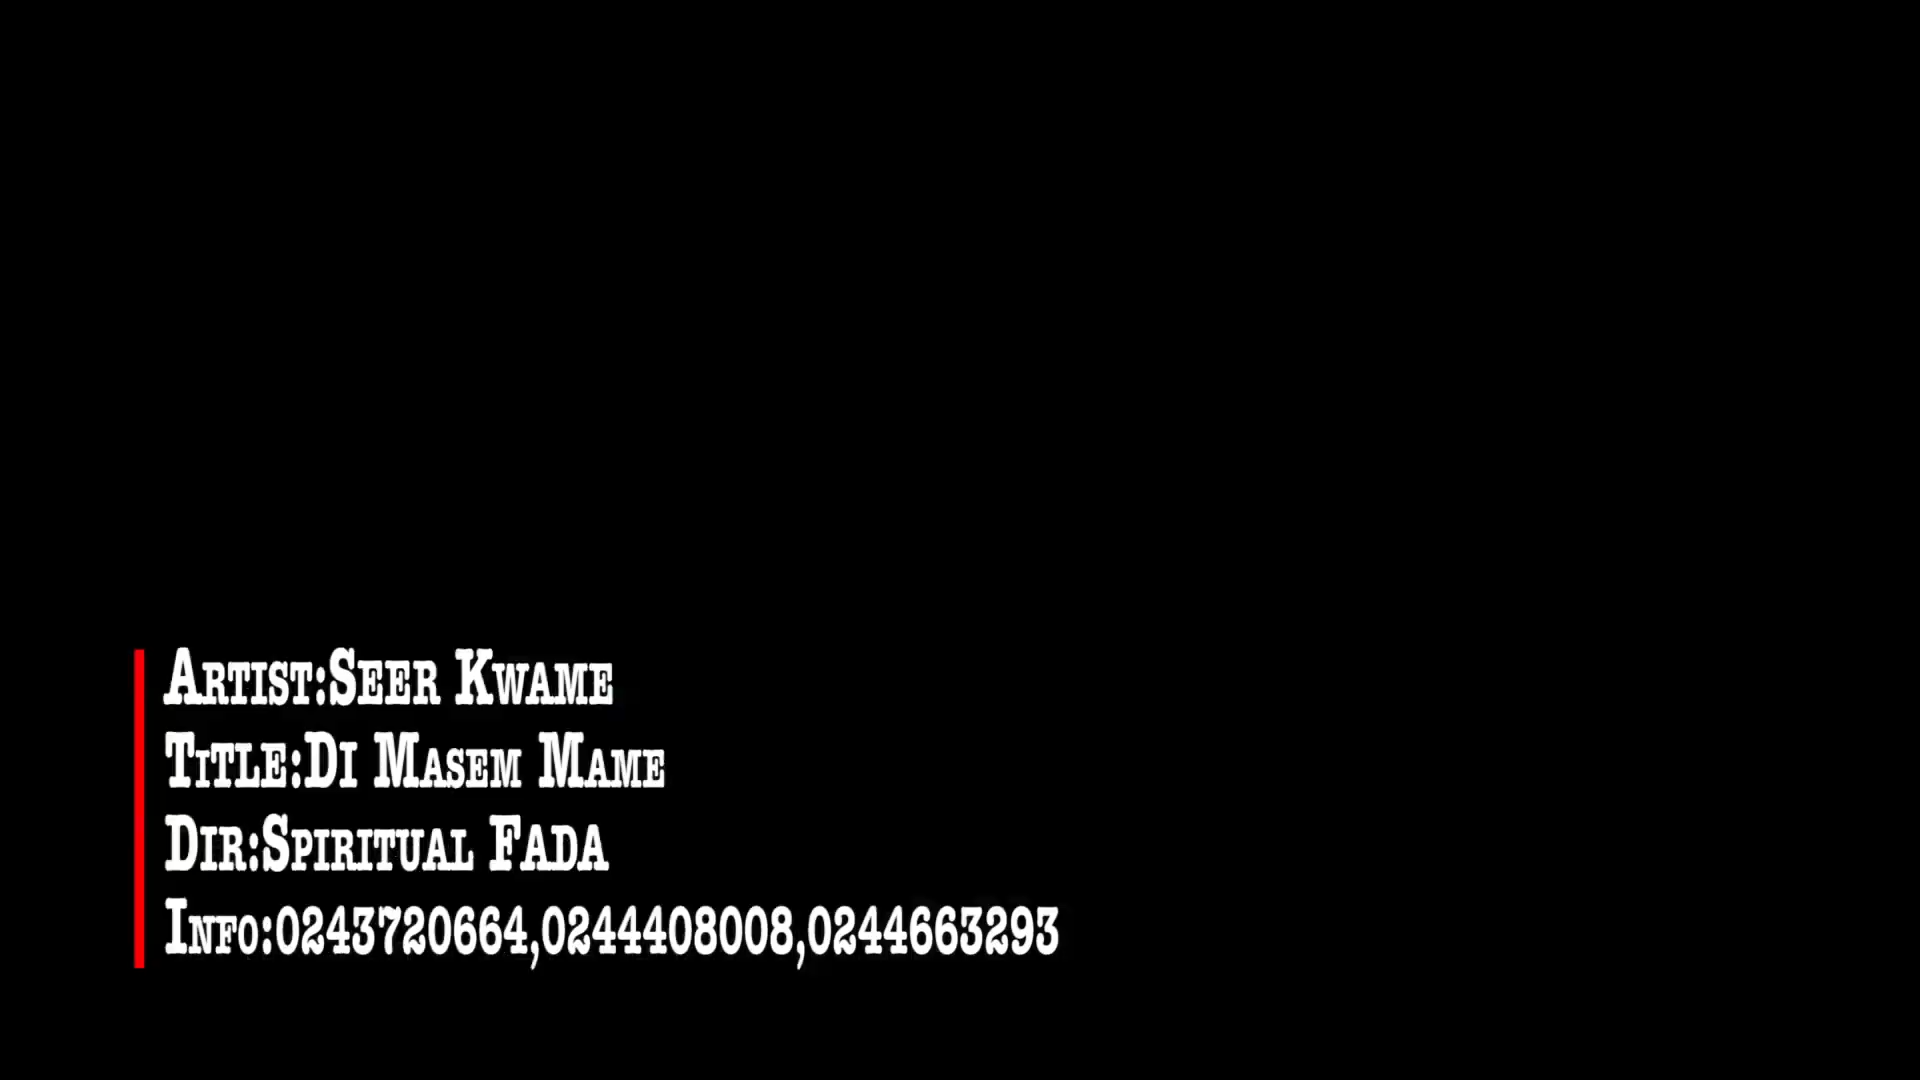 Artist:Seer Kwame
Title:Di Masem Mame
Dir:Spiritual Fada
Info:0243720664,0244408008,0244663293